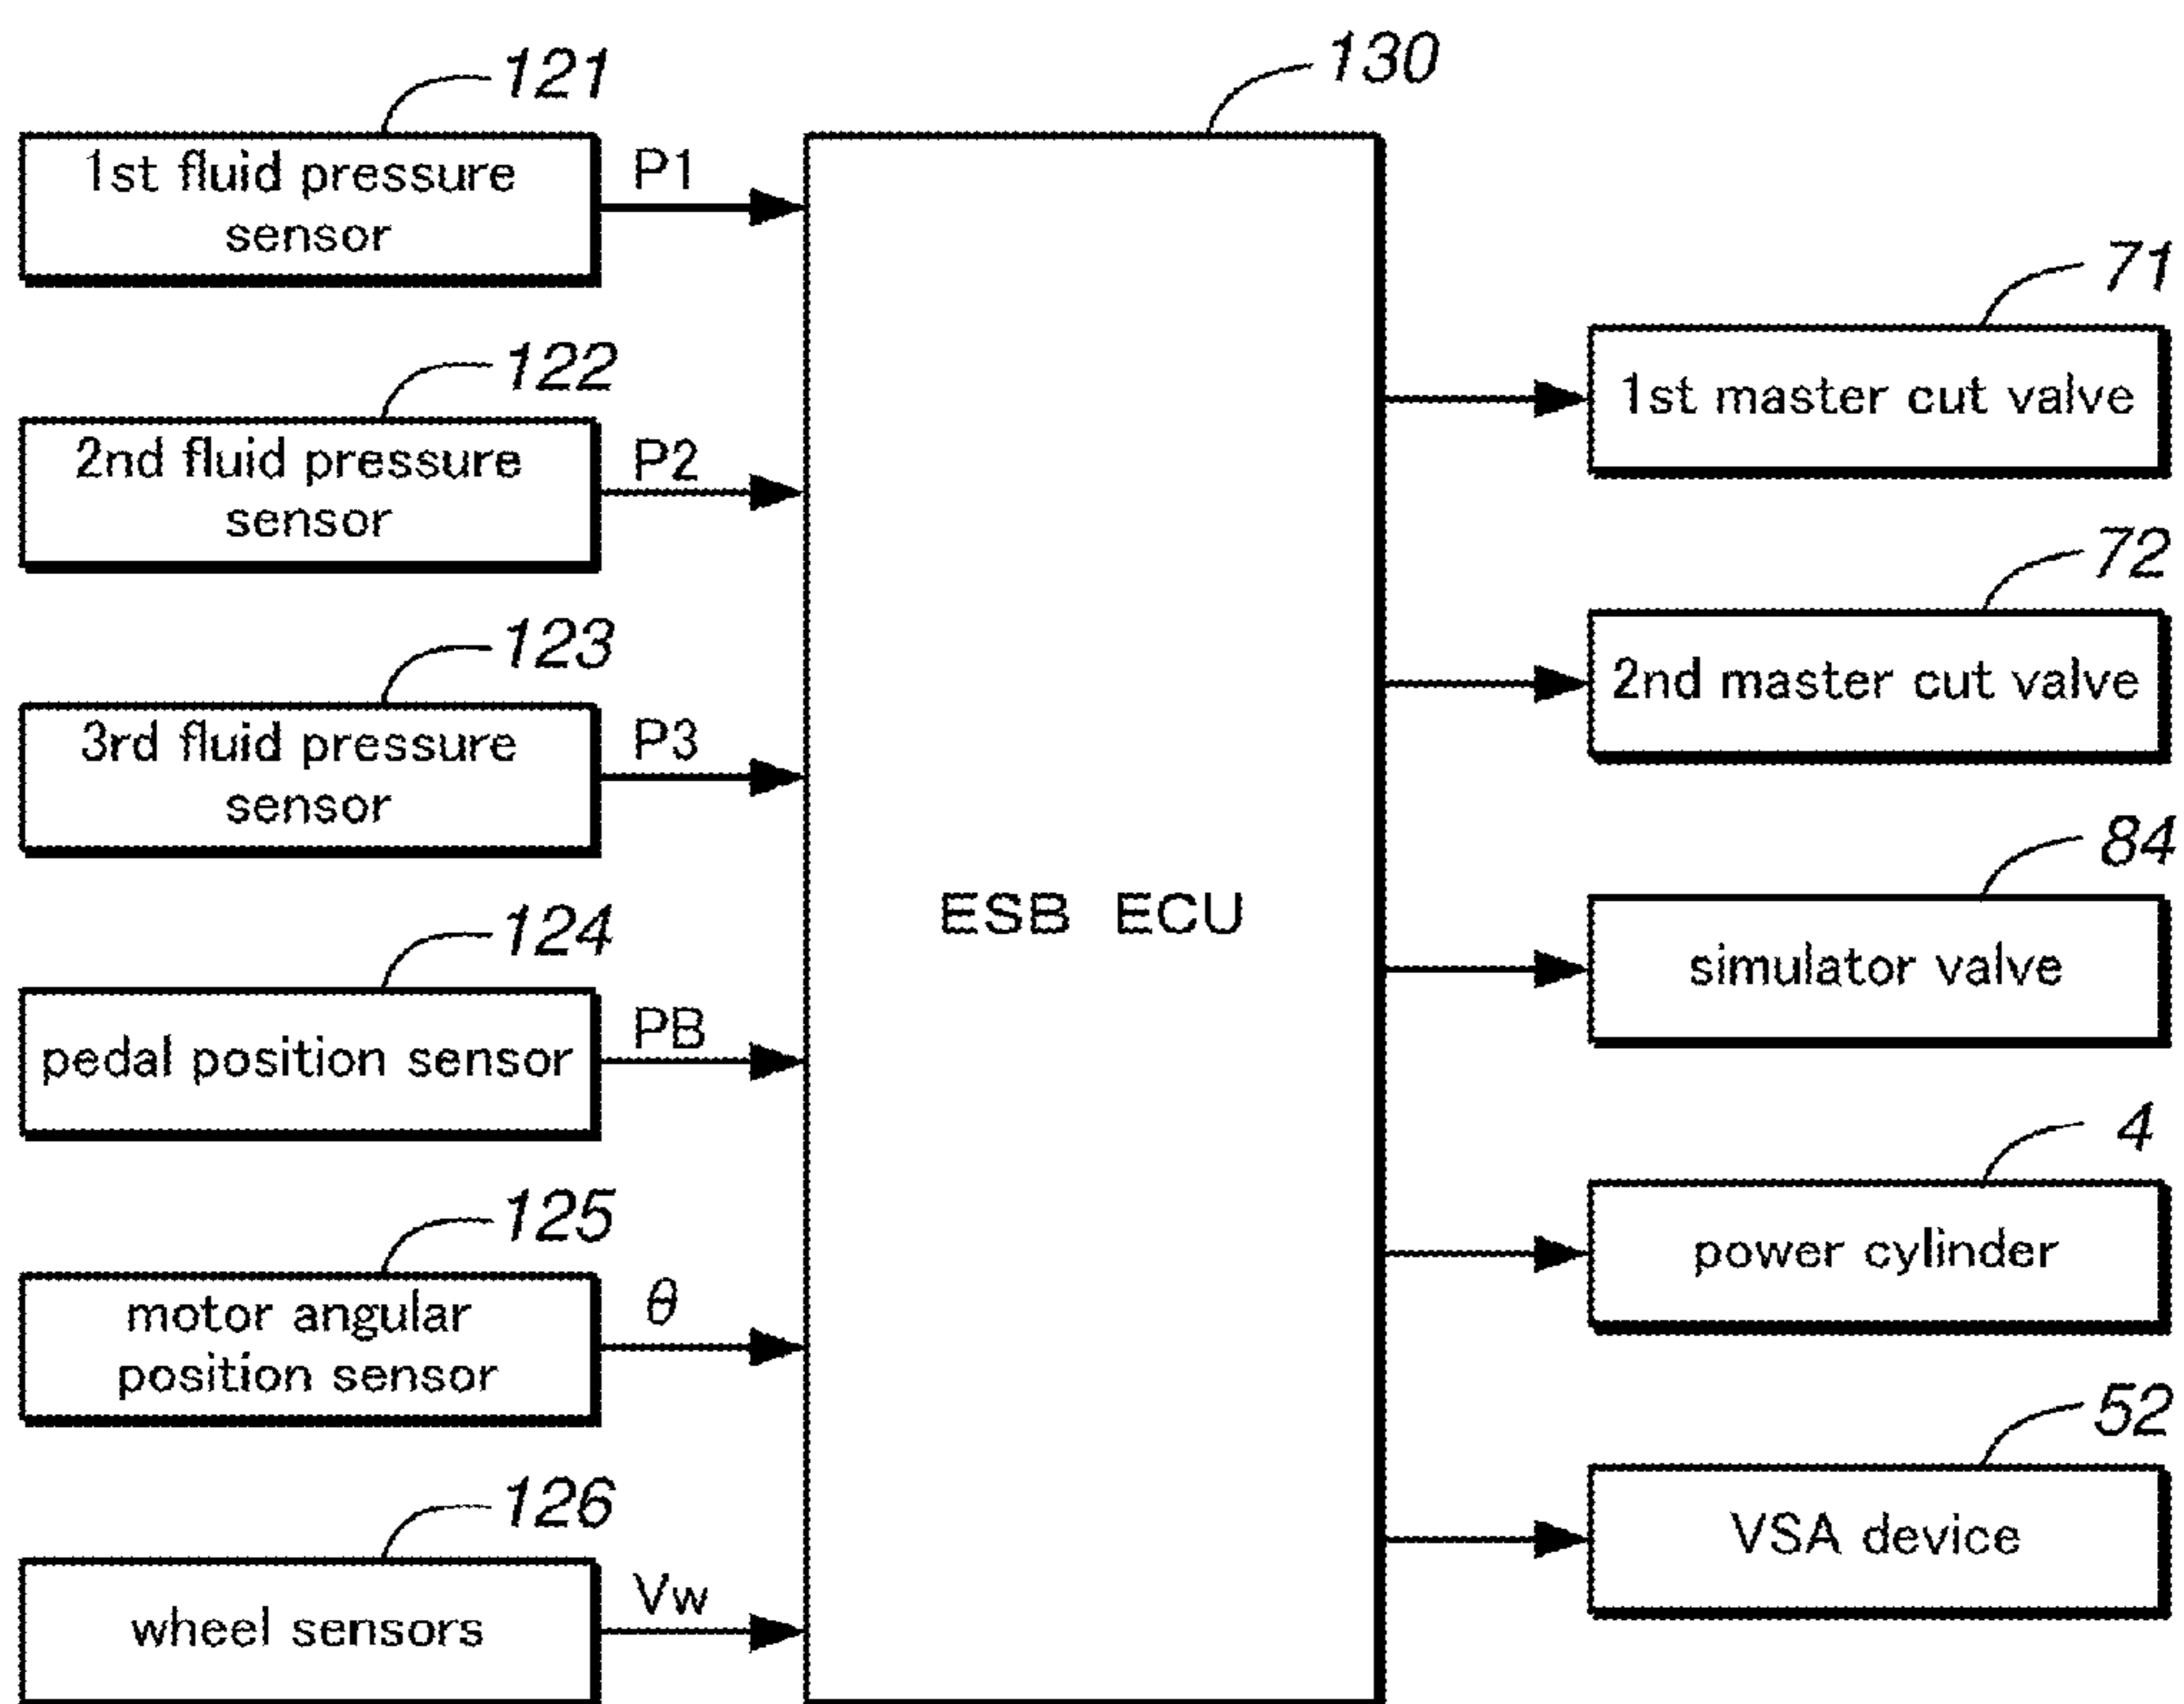 121
1st fluid pressure
sensor
P1
122
2nd fluid pressure
sensor
P2
123
3rd fluid pressure
sensor
P3
124
pedal position sensor
PB
125
motor angular
position sensor
θ
126
wheel sensors
Vw
130
ESB ECU
71
1st master cut valve
72
2nd master cut valve
84
simulator valve
4
power cylinder
52
VSA device